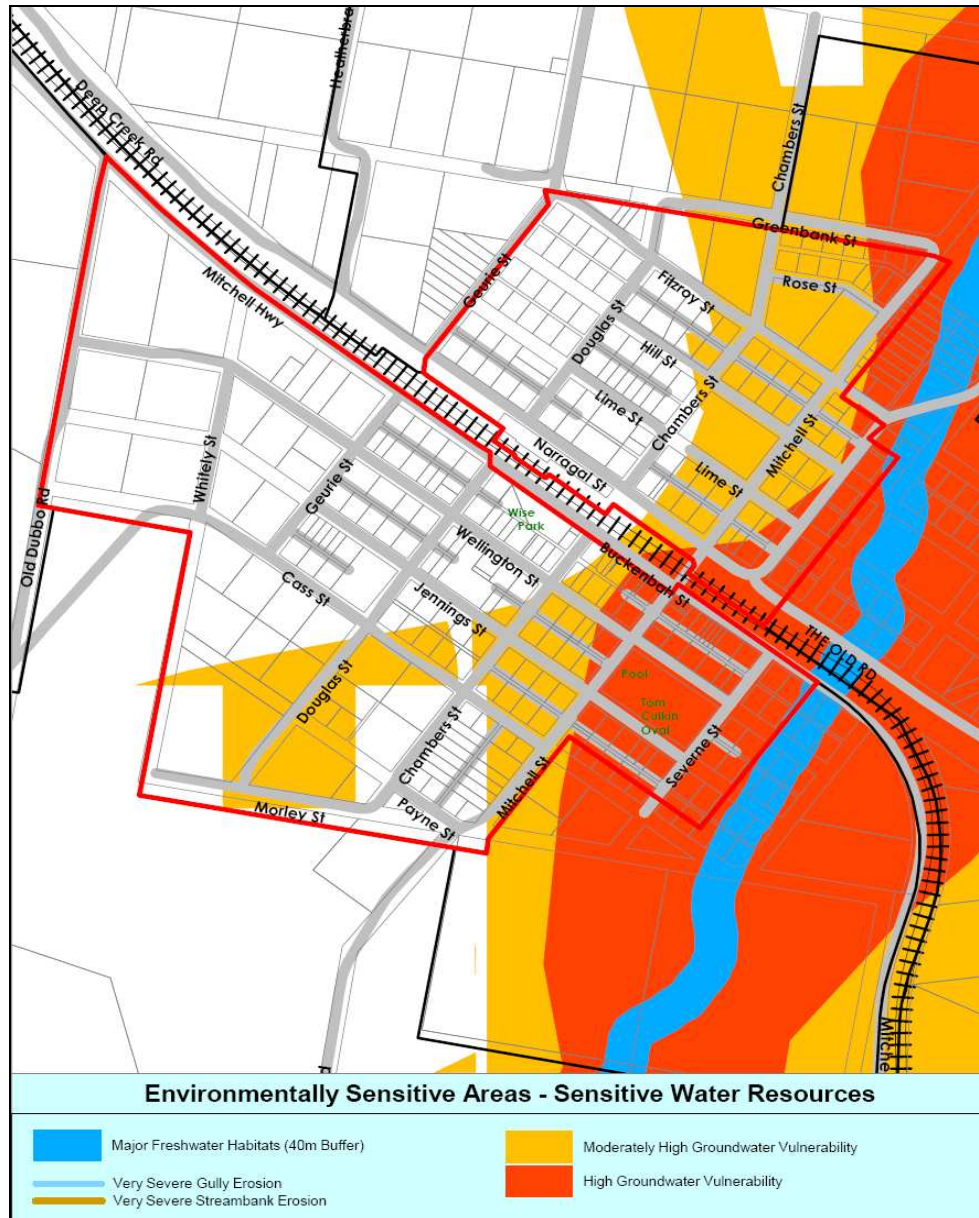 Heatherbro
Deep Creek Rd
Chambers St
Greenbank St
Mitchell Hwy
Geurie St
Rose St
Fitzroy St
Douglas St
Hill St
Lime St
Chambers St
Narragal St
Lime St
Mitchell St
Whitely St
Geurie St
Old Dubbo Rd
Wise
Park
Wellington St
Buckenbah St
Cass St
Jennings St
THE OLD RD
Pool
Tom
Culkin
Oval
Douglas St
Chambers St
Severne St
Mitchell St
Morley St
Payne St
Mitche
Environmentally Sensitive Areas - Sensitive Water Resources
Major Freshwater Habitats (40m Buffer)
Moderately High Groundwater Vulnerability
Very Severe Gully Erosion
High Groundwater Vulnerability
Very Severe Streambank Erosion